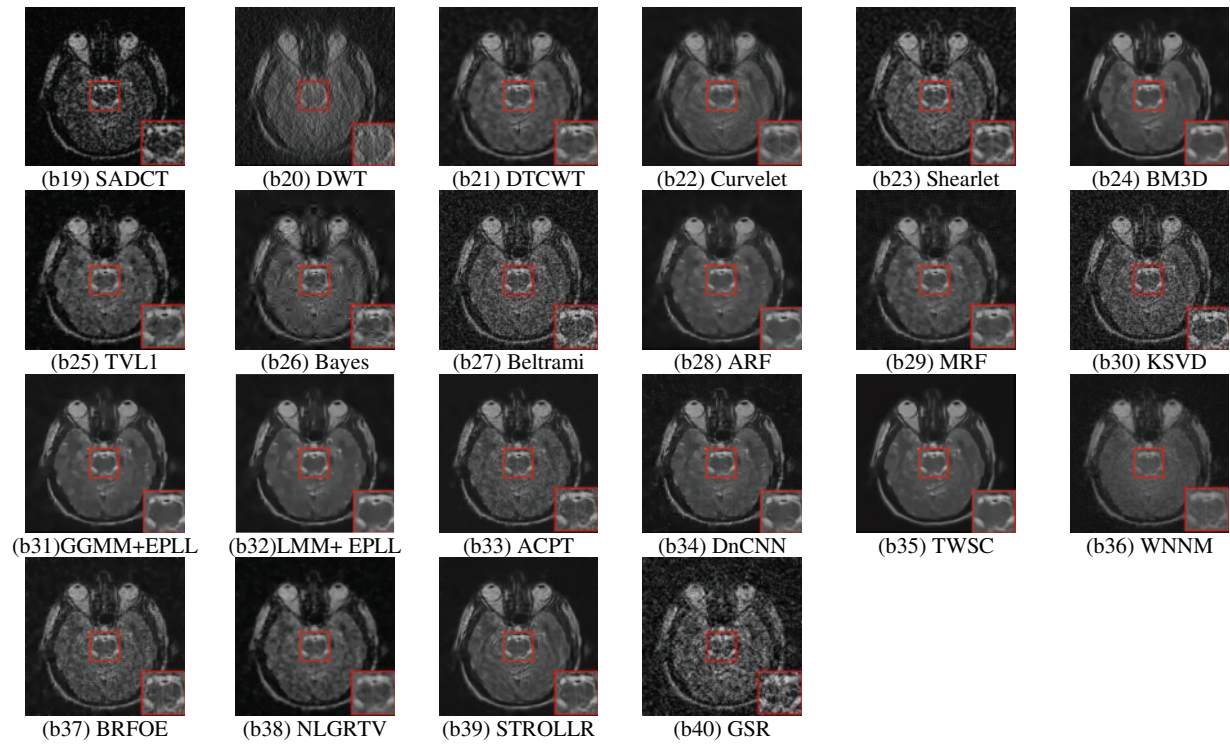 (b19) SADCT (b20) DWT (b21) DTCWT (b22) Curvelet (b23) Shearlet (b24) BM3D
(b25) TVL1 (b26) Bayes (b27) Beltrami (b28) ARF (b29) MRF (b30) KSVD
(b31)GGMM+EPLL (b32)LMM+ EPLL (b33) ACPT (b34) DnCNN (b35) TWSC (b36) WNNM
(b37) BRFOE (b38) NLGRTV (b39) STROLLR (b40) GSR